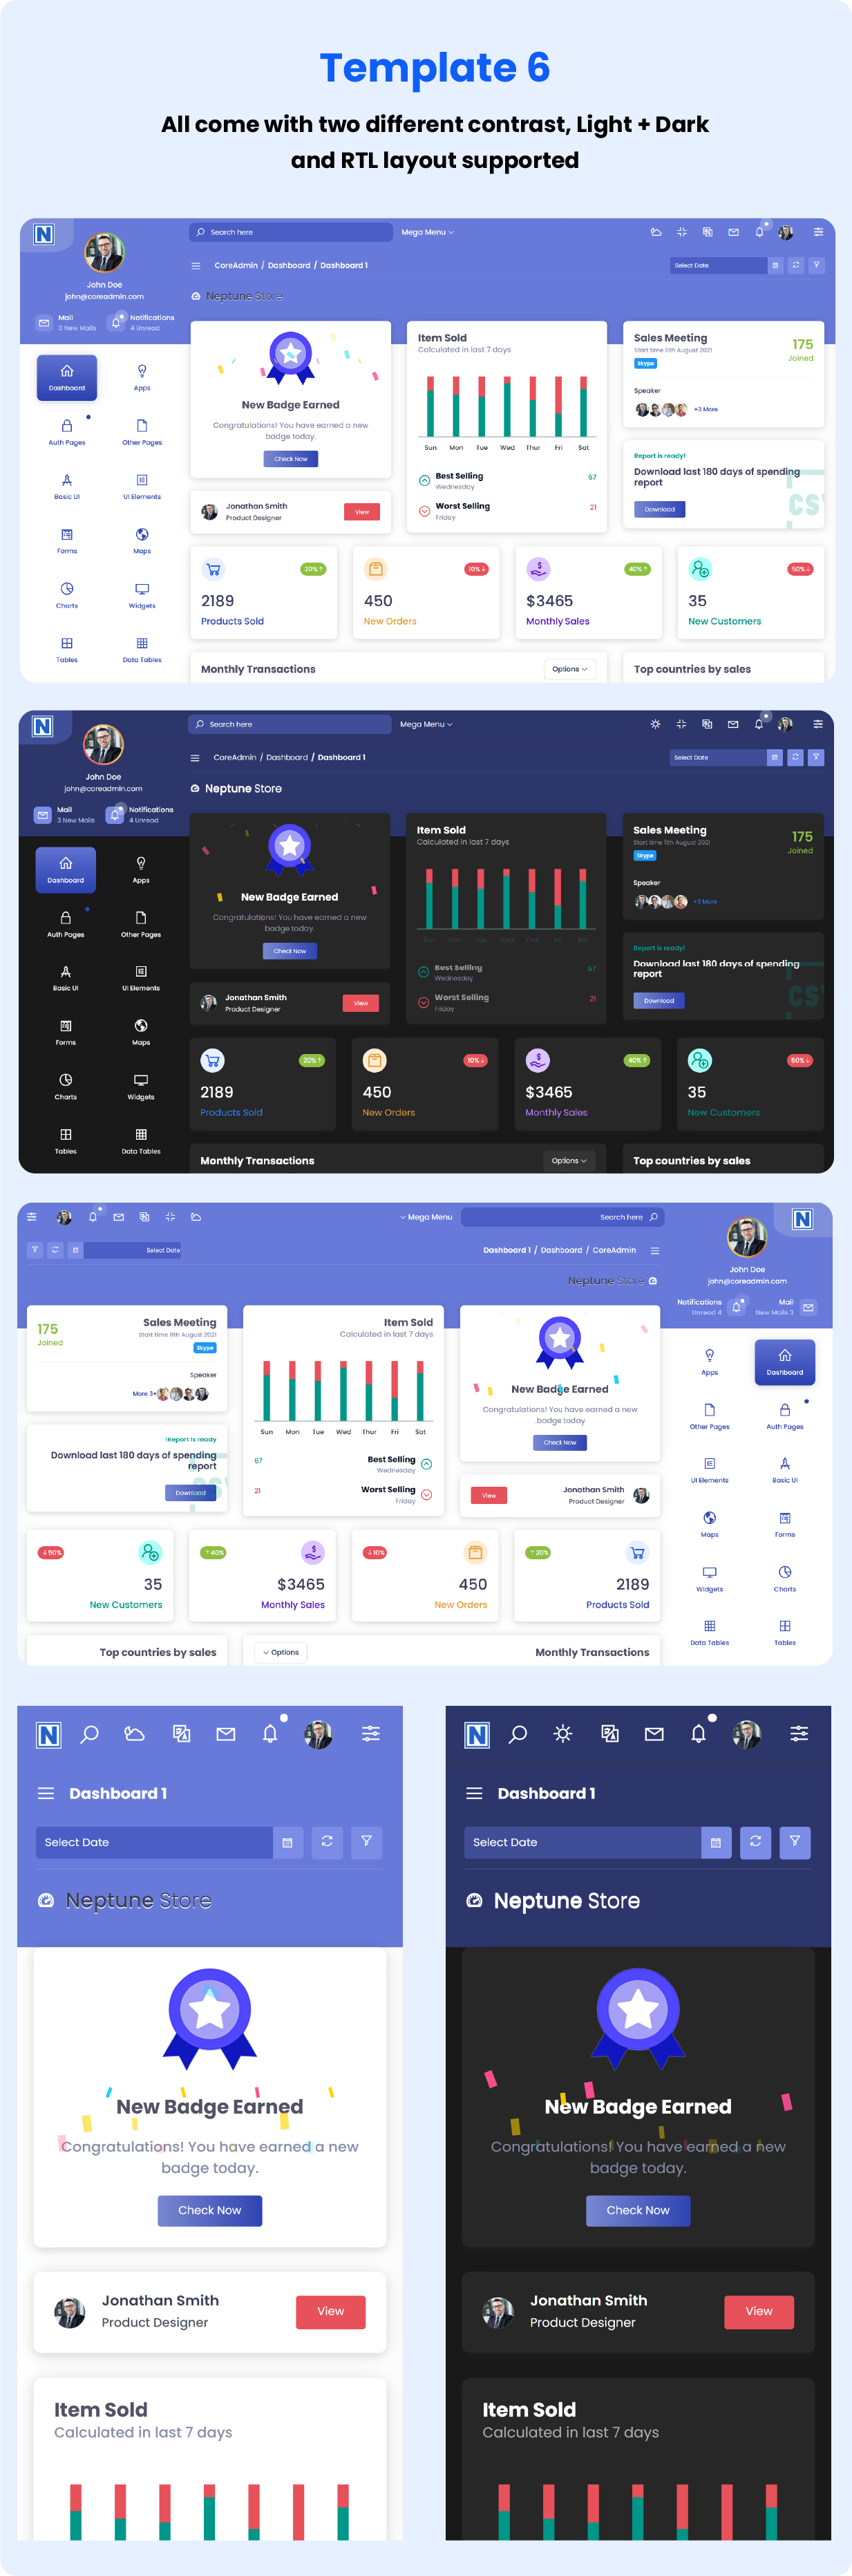 Template 6
All come with two different contrast, Light + Dark
and RTL layout supported
N
Search here
Mega Menu
John Doe
john@coreadmin.com
CoreAdmin / Dashboard / Dashboard 1
Select Date
Neptune Store
Mail
3 New Mails
Notifications
4 Unread
Dashboard
Apps
Auth Pages
Other Pages
Basic UI
UI Elements
Forms
Maps
Charts
Widgets
Tables
Data Tables
New Badge Earned
Congratulations! You have earned a new
badge today.
Check Now
Jonathan Smith
Product Designer
View
Item Sold
Calculated in last 7 days
Sun Mon Tue Wed Thur Fri Sat
Best Selling
Wednesday
67
Worst Selling
Friday
21
Sales Meeting
Start time 11th August 2021
Skype
175
Joined
Speaker
+3 More
Report is ready!
Download last 180 days of spending
report
Download
CSV
20%↑
2189
Products Sold
10%↓
450
New Orders
40%↑
$3465
Monthly Sales
50%↓
35
New Customers
Monthly Transactions
Options
Top countries by sales
N
Search here
Mega Menu
John Doe
john@coreadmin.com
CoreAdmin / Dashboard / Dashboard 1
Select Date
Neptune Store
Mail
3 New Mails
Notifications
4 Unread
Dashboard
Apps
Auth Pages
Other Pages
Basic UI
UI Elements
Forms
Maps
Charts
Widgets
Tables
Data Tables
New Badge Earned
Congratulations! You have earned a new
badge today.
Check Now
Jonathan Smith
Product Designer
View
Item Sold
Calculated in last 7 days
Sun Mon Tue Wed Thur Fri Sat
Best Selling
Wednesday
67
Worst Selling
Friday
21
Sales Meeting
Start time 11th August 2021
Skype
175
Joined
Speaker
+3 More
Report is ready!
Download last 180 days of spending
report
Download
CS
20%↑
2189
Products Sold
10%↓
450
New Orders
40%↑
$3465
Monthly Sales
50%↓
35
New Customers
Monthly Transactions
Options
Top countries by sales
Mega Menu
Search here
N
John Doe
john@coreadmin.com
Select Date
Dashboard 1 / Dashboard / CoreAdmin
Neptune Store
Notifications
Unread 4
Mail
New Mails 3
175
Joined
Sales Meeting
Start time 11th August 2021
Skype
Speaker
More 3+
!Report is ready
Download last 180 days of spending
report
Download
Item Sold
Calculated in last 7 days
Sun Mon Tue Wed Thur Fri Sat
67
Best Selling
Wednesday
21
Worst Selling
Friday
New Badge Earned
Congratulations! You have earned a new
.badge today
Check Now
View
Jonathan Smith
Product Designer
Apps
Dashboard
Other Pages
Auth Pages
UI Elements
Basic UI
Maps
Forms
Widgets
Charts
Data Tables
Tables
↓50%
35
New Customers
↑40%
$3465
Monthly Sales
↓10%
450
New Orders
↑20%
2189
Products Sold
Top countries by sales
Options
Monthly Transactions
N
Dashboard 1
Select Date
Neptune Store
New Badge Earned
Congratulations! You have earned a new
badge today.
Check Now
Jonathan Smith
Product Designer
View
Item Sold
Calculated in last 7 days
N
Dashboard 1
Select Date
Neptune Store
New Badge Earned
Congratulations! You have earned a new
badge today.
Check Now
Jonathan Smith
Product Designer
View
Item Sold
Calculated in last 7 days